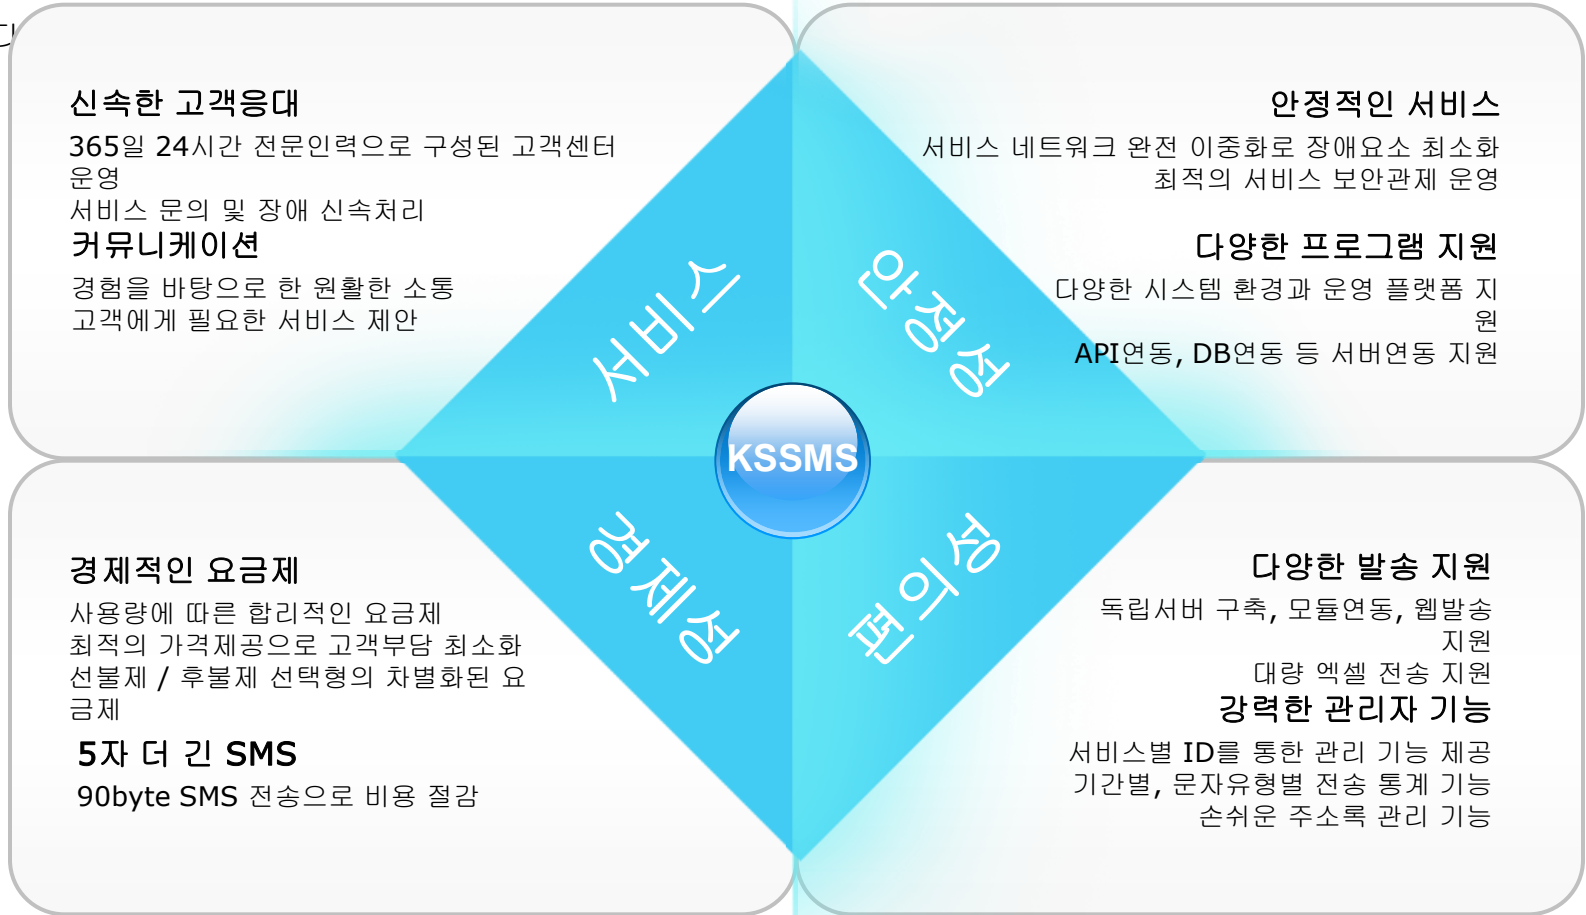 다
신속한 고객응대
365일 24시간 전문인력으로 구성된 고객센터
운영
서비스 문의 및 장애 신속처리
커뮤니케이션
경험을 바탕으로 한 원활한 소통
고객에게 필요한 서비스 제안
안정적인 서비스
서비스 네트워크 완전 이중화로 장애요소 최소화
최적의 서비스 보안관제 운영
다양한 프로그램 지원
다양한 시스템 환경과 운영 플랫폼 지
원
API연동, DB연동 등 서버연동 지원
서비스
안정성
KSSMS
경제성
편의성
경제적인 요금제
사용량에 따른 합리적인 요금제
최적의 가격제공으로 고객부담 최소화
선불제 / 후불제 선택형의 차별화된 요
금제
5자 더 긴 SMS
90byte SMS 전송으로 비용 절감
다양한 발송 지원
독립서버 구축, 모듈연동, 웹발송
지원
대량 엑셀 전송 지원
강력한 관리자 기능
서비스별 ID를 통한 관리 기능 제공
기간별, 문자유형별 전송 통계 기능
손쉬운 주소록 관리 기능